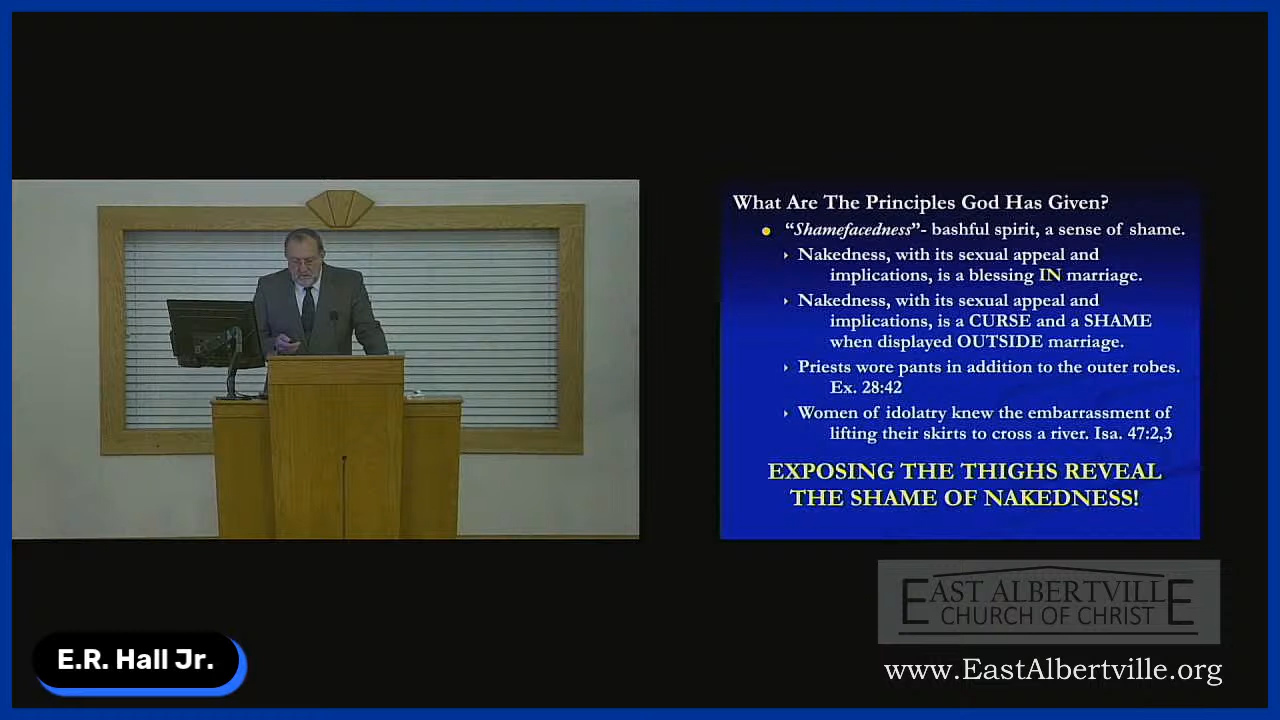 What Are The Principles God Has Given?
“Shamefacedness”- bashful spirit, a sense of shame.
Nakedness, with its sexual appeal and
implications, is a blessing IN marriage.
Nakedness, with its sexual appeal and
implications, is a CURSE and a SHAME
when displayed OUTSIDE marriage.
Priests wore pants in addition to the outer robes.
Ex. 28:42
Women of idolatry knew the embarrassment of
lifting their skirts to cross a river. Isa. 47:2,3
EXPOSING THE THIGHS REVEAL
THE SHAME OF NAKEDNESS!
EAST ALBERTVILLE
CHURCH OF CHRIST
E.R. Hall Jr.
www.EastAlbertville.org